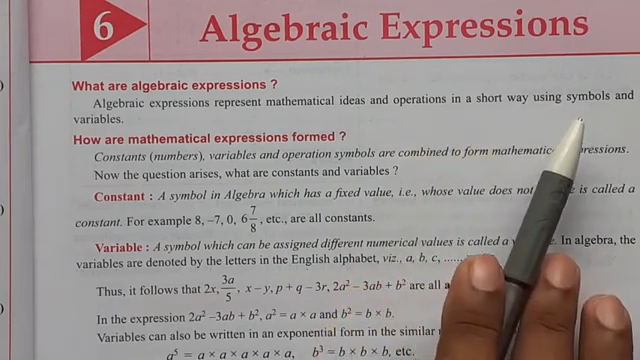 6
Algebraic Expressions
What are algebraic expressions ?
Algebraic expressions represent mathematical ideas and operations in a short way using symbols and
variables.
How are mathematical expressions formed ?
Constants (numbers), variables and operation symbols are combined to form
Now the question arises, what are constants and variables ?
Constant : A symbol in Algebra which has a fixed value, i.e., whose value does is called a
constant. For example 8, –7, 0, 6 7/8, etc., are all constants.
Variable : A symbol which can be assigned different numerical values is called a In algebra, the
variables are denoted by the letters in the English alphabet, viz., a, b, c, ......
Thus, it follows that 2x, 3a/5, x – y, p + q – 3r, 2a² – 3ab + b² are all
In the expression 2a² –3ab + b², a² = a × a and b² = b × b.
Variables can also be written in an exponential form in the similar
a⁵ = a × a × a × a × a, b³ = b × b × b, etc.